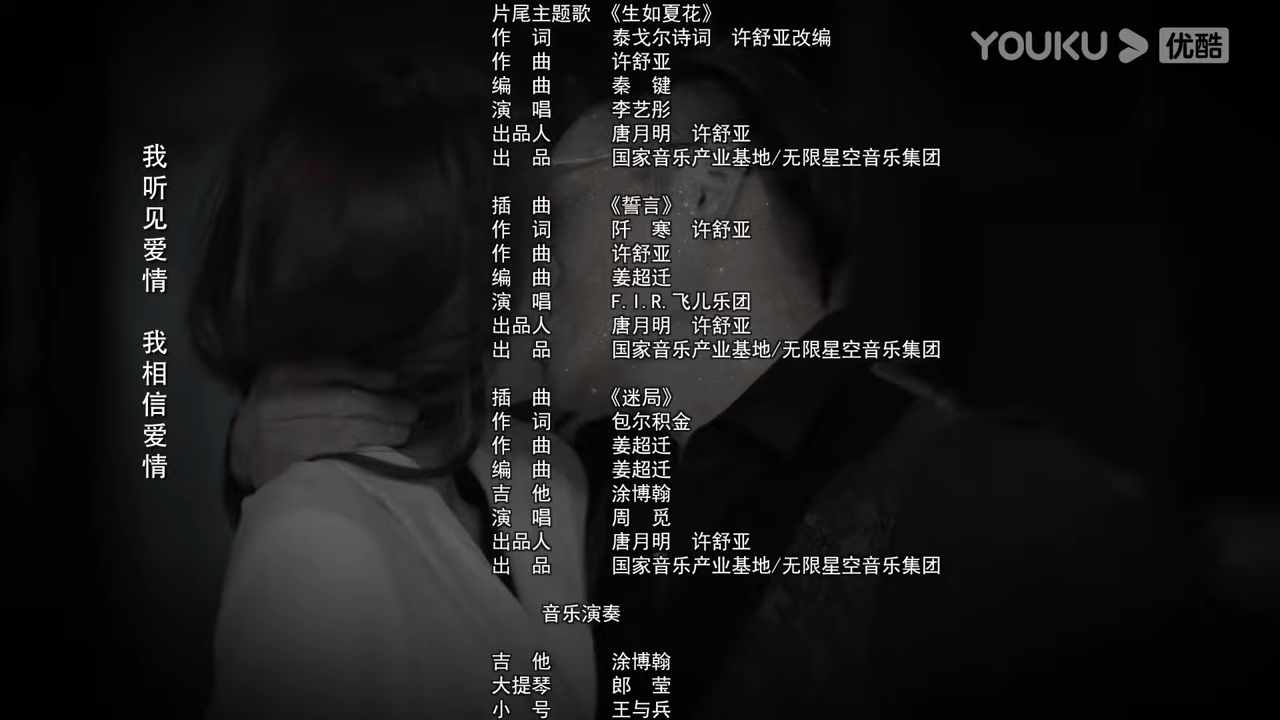 片尾主题歌 《生如夏花》
作 词 泰戈尔诗词 许舒亚改编
作 曲 许舒亚
编 曲 秦 键
演 唱 李艺彤
出品人 唐月明 许舒亚
出 品 国家音乐产业基地/无限星空音乐集团
插 曲 《誓言》
作 词 阡 寒 许舒亚
作 曲 许舒亚
编 曲 姜超迁
演 唱 F.I.R.飞儿乐团
出品人 唐月明 许舒亚
出 品 国家音乐产业基地/无限星空音乐集团
插 曲 《迷局》
作 词 包尔积金
作 曲 姜超迁
编 曲 姜超迁
吉 他 涂博翰
演 唱 周 觅
出品人 唐月明 许舒亚
出 品 国家音乐产业基地/无限星空音乐集团
音乐演奏
吉 他 涂博翰
大提琴 郎 莹
小 号 王与兵
我听见爱情 我相信爱情
YOUKU 优酷